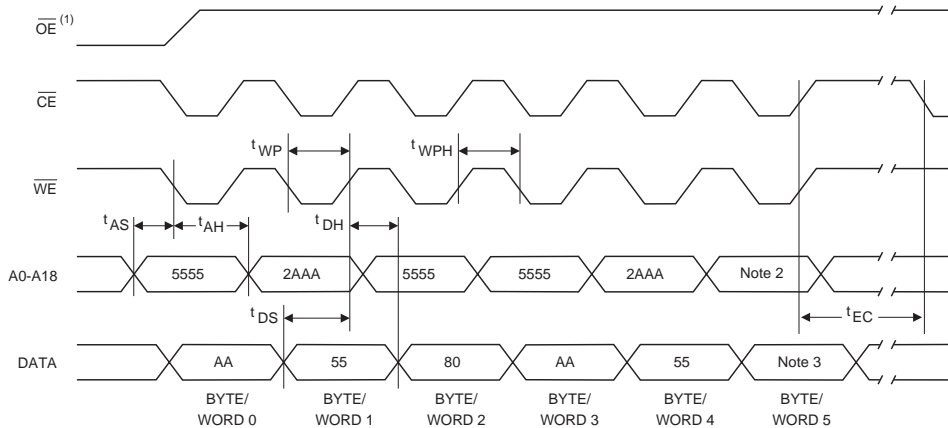 OE (1)
CE
t WP
t WPH
WE
t AS
t AH
t DH
A0-A18
5555
2AAA
5555
5555
2AAA
Note 2
t DS
t EC
DATA
AA
55
80
AA
55
Note 3
BYTE/
WORD 0
BYTE/
WORD 1
BYTE/
WORD 2
BYTE/
WORD 3
BYTE/
WORD 4
BYTE/
WORD 5